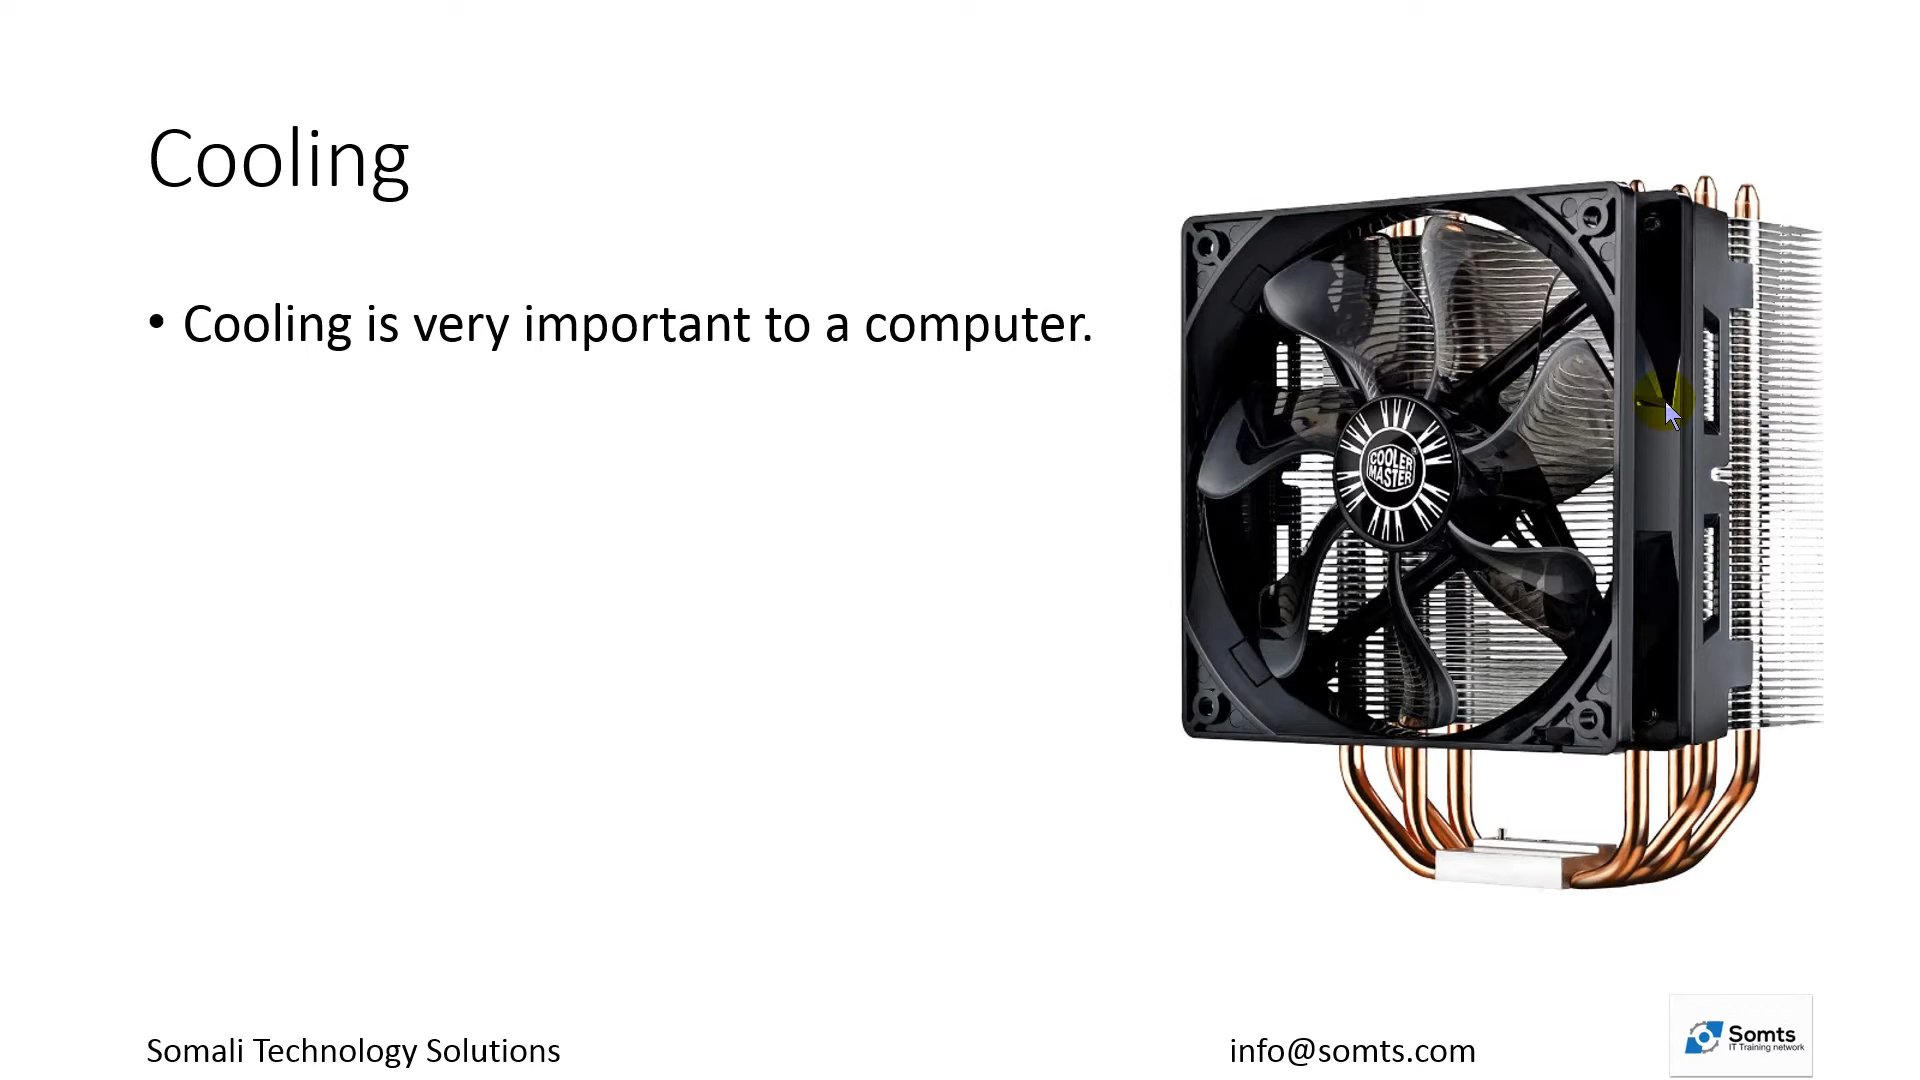 Cooling
• Cooling is very important to a computer.
COOLER
MASTER
Somali Technology Solutions
info@somts.com
Somts
IT Training network